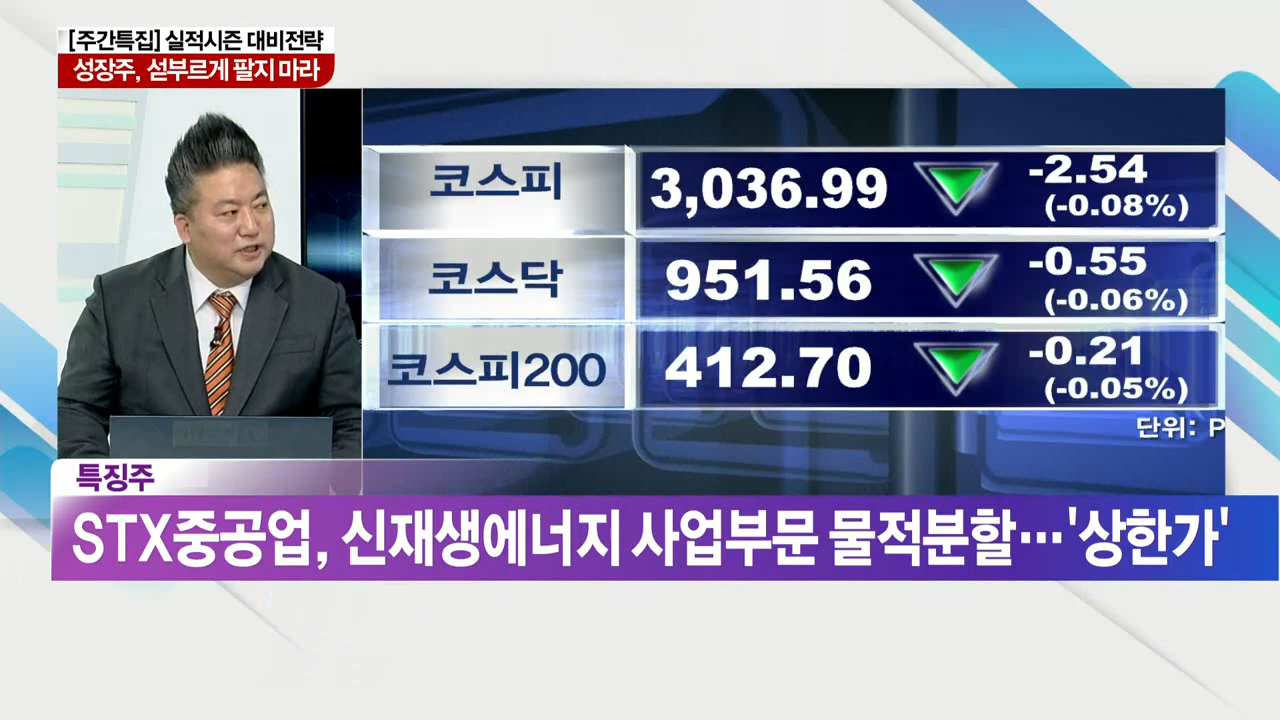 [주간특집] 실적시즌 대비전략
성장주, 섣부르게 팔지 마라
코스피 3,036.99 -2.54 (-0.08%)
코스닥 951.56 -0.55 (-0.06%)
코스피200 412.70 -0.21 (-0.05%)
단위: P
특징주
STX중공업, 신재생에너지 사업부문 물적분할…'상한가'